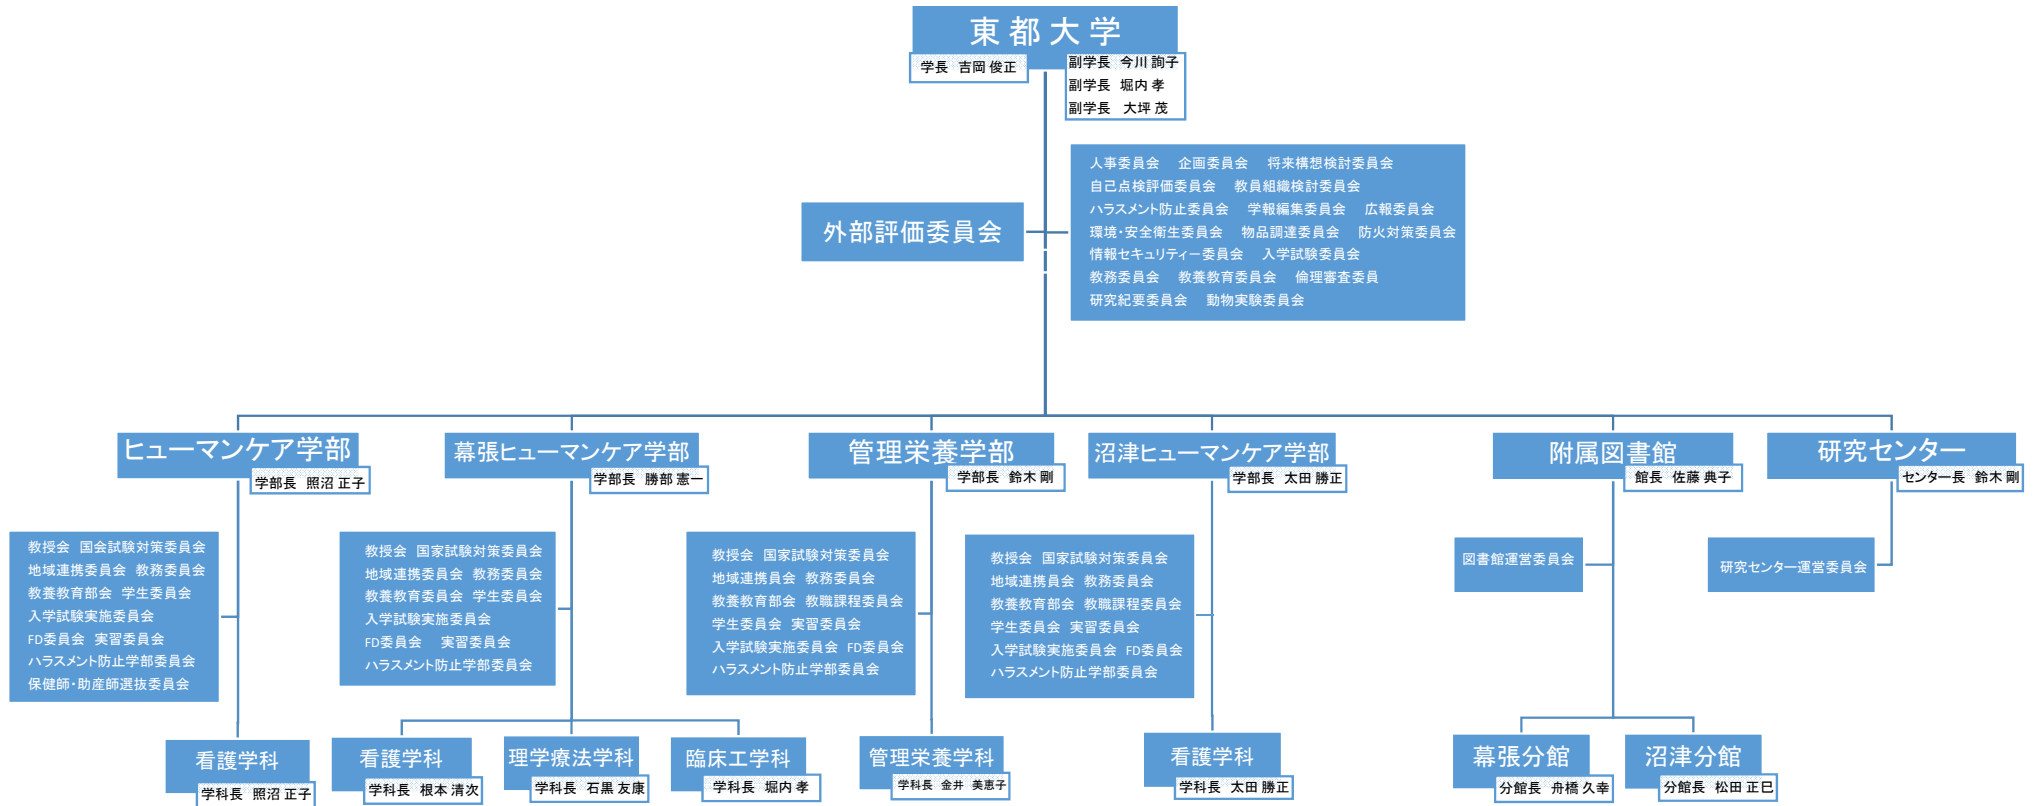 東都大学
学長 吉岡 俊正
副学長 今川 詢子
副学長 堀内 孝
副学長 大坪 茂
外部評価委員会
人事委員会 企画委員会 将来構想検討委員会
自己点検評価委員会 教員組織検討委員会
ハラスメント防止委員会 学報編集委員会 広報委員会
環境・安全衛生委員会 物品調達委員会 防火対策委員会
情報セキュリティー委員会 入学試験委員会
教務委員会 教養教育委員会 倫理審査委員
研究紀要委員会 動物実験委員会
ヒューマンケア学部
学部長 照沼 正子
教授会 国会試験対策委員会
地域連携委員会 教務委員会
教養教育部会 学生委員会
入学試験実施委員会
FD委員会 実習委員会
ハラスメント防止学部委員会
保健師・助産師選抜委員会
看護学科
学科長 照沼 正子
幕張ヒューマンケア学部
学部長 勝部 憲一
教授会 国家試験対策委員会
地域連携委員会 教務委員会
教養教育委員会 学生委員会
入学試験実施委員会
FD委員会 実習委員会
ハラスメント防止学部委員会
看護学科
学科長 根本 清次
理学療法学科
学科長 石黒 友康
臨床工学科
学科長 堀内 孝
管理栄養学部
学部長 鈴木 剛
教授会 国家試験対策委員会
地域連携員会 教務委員会
教養教育部会 教職課程委員会
学生委員会 実習委員会
入学試験実施委員会 FD委員会
ハラスメント防止学部委員会
管理栄養学科
学科長 金井 美恵子
沼津ヒューマンケア学部
学部長 太田 勝正
教授会 国家試験対策委員会
地域連携員会 教務委員会
教養教育部会 教職課程委員会
学生委員会 実習委員会
入学試験実施委員会 FD委員会
ハラスメント防止学部委員会
看護学科
学科長 太田 勝正
附属図書館
館長 佐藤 典子
図書館運営委員会
幕張分館
分館長 舟橋 久幸
沼津分館
分館長 松田 正巳
研究センター
センター長 鈴木 剛
研究センター運営委員会